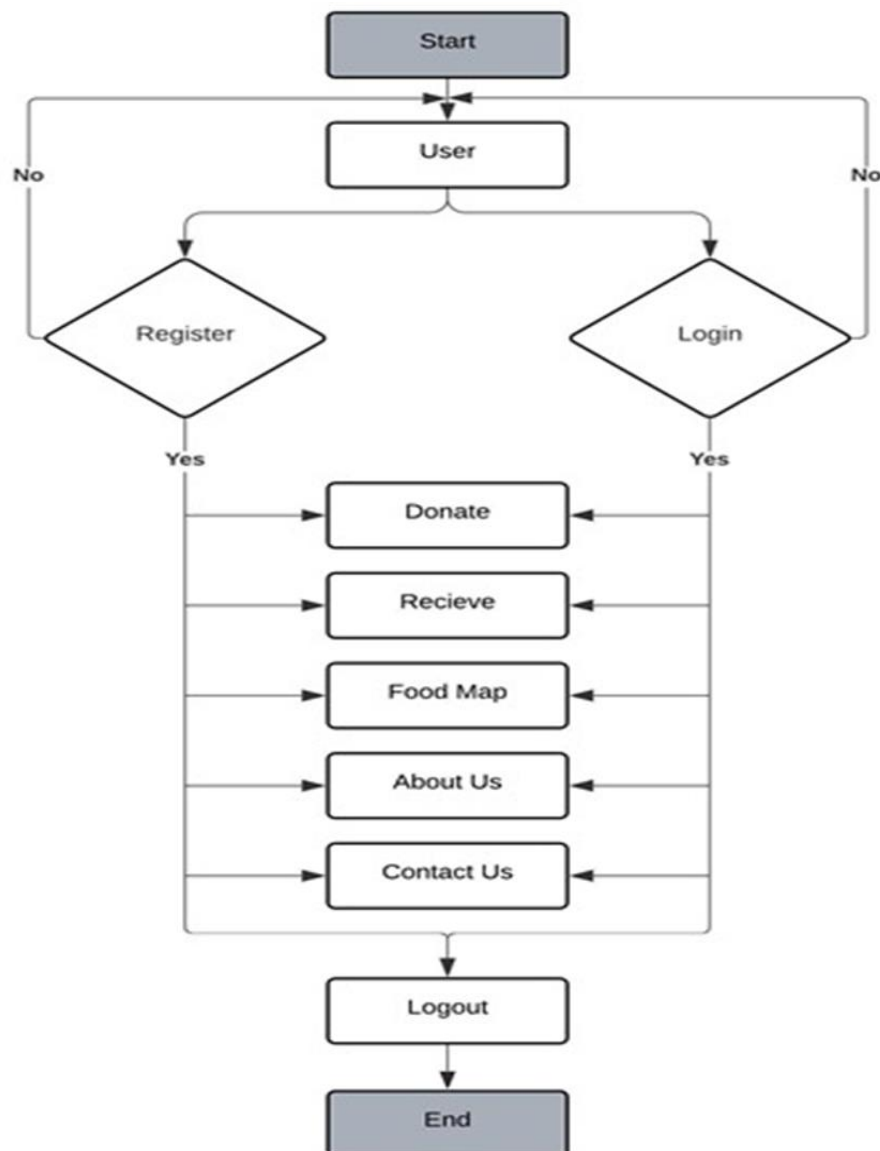 Start
User
No
No
Register
Login
Yes
Yes
Donate
Recieve
Food Map
About Us
Contact Us
Logout
End